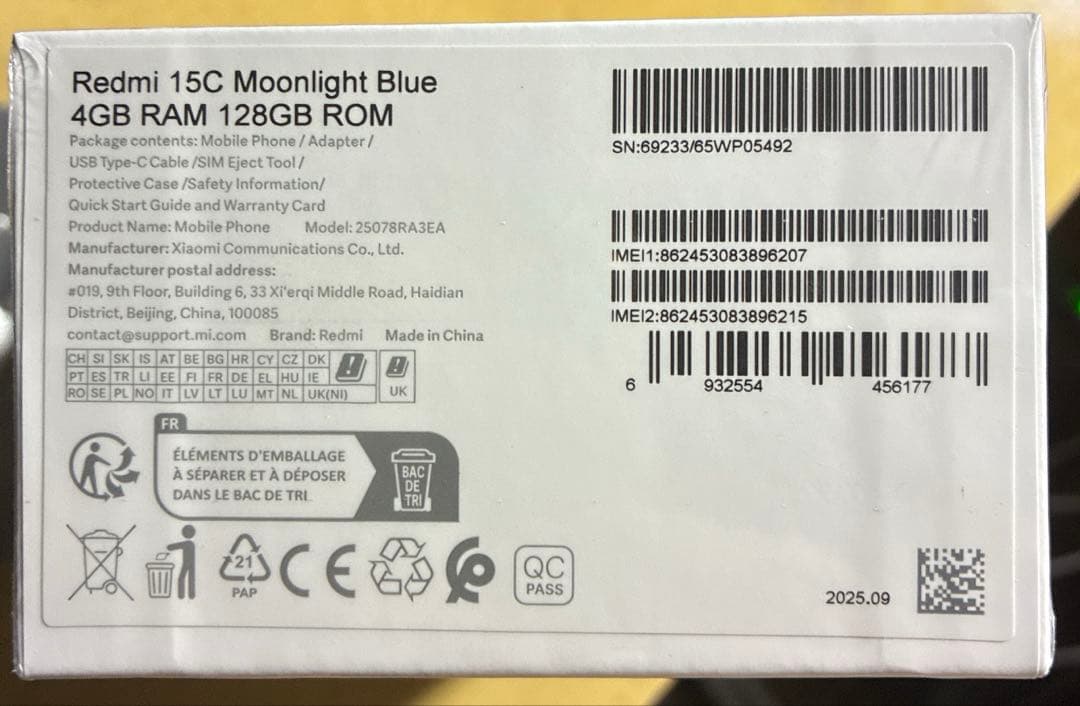 Redmi 15C Moonlight Blue
4GB RAM 128GB ROM
Package contents: Mobile Phone / Adapter /
USB Type-C Cable /SIM Eject Tool /
Protective Case /Safety Information/
Quick Start Guide and Warranty Card
Product Name: Mobile Phone Model: 25078RA3EA
Manufacturer: Xiaomi Communications Co., Ltd.
Manufacturer postal address:
#019, 9th Floor, Building 6, 33 Xi'erqi Middle Road, Haidian
District, Beijing, China, 100085
contact@support.mi.com Brand: Redmi Made in China
CH SI SK IS AT BE BG HR CY CZ DK
PT ES TR LI EE FI FR DE EL HU IE
RO SE PL NO IT LV LT LU MT NL UK(NI)
UK
FR
ÉLÉMENTS D'EMBALLAGE
À SÉPARER ET À DÉPOSER
DANS LE BAC DE TRI
BAC
DE
TRI
21
PAP
CE
QC
PASS
SN:69233/65WP05492
IMEI1:862453083896207
IMEI2:862453083896215
6 932554 456177
2025.09